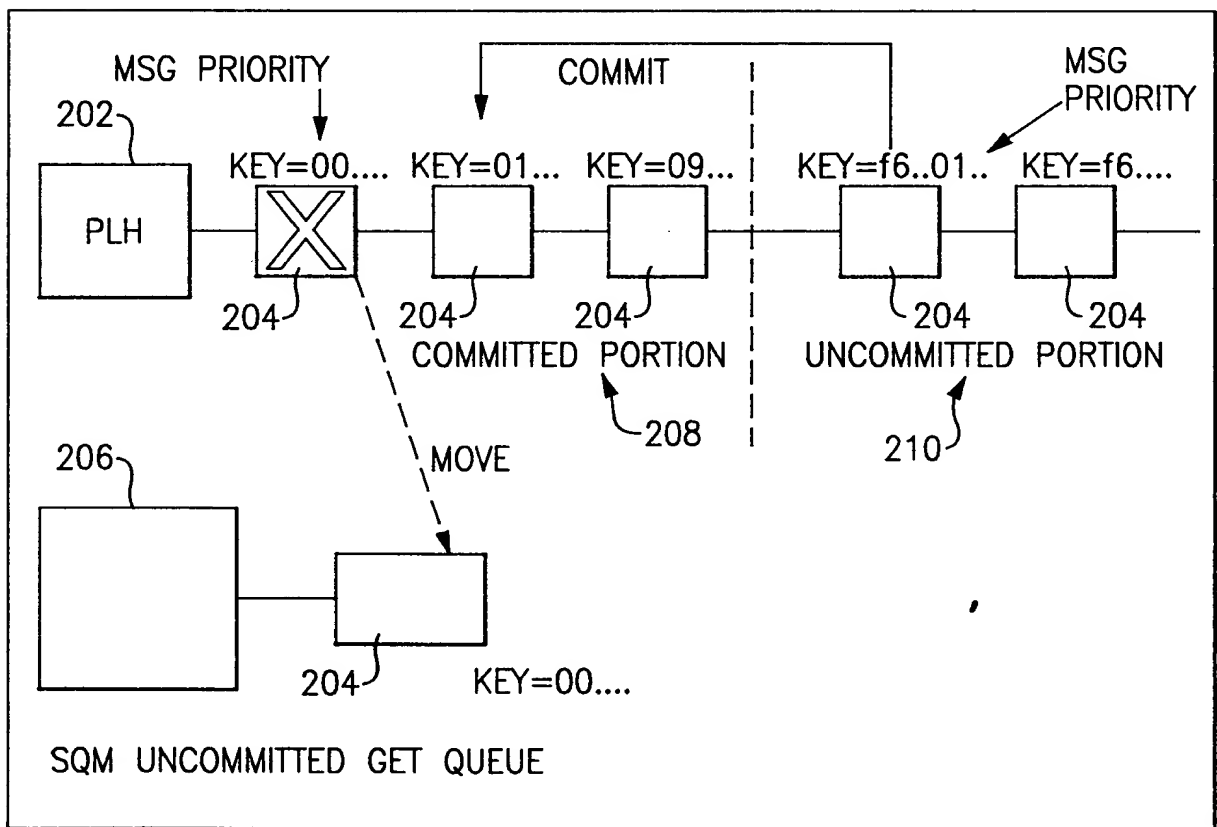 MSG PRIORITY
COMMIT
MSG
PRIORITY
202
KEY=00....
KEY=01...
KEY=09...
KEY=f6..01..
KEY=f6....
PLH
X
204
204
204
204
204
COMMITTED PORTION
UNCOMMITTED PORTION
208
210
MOVE
206
204
KEY=00....
SQM UNCOMMITTED GET QUEUE